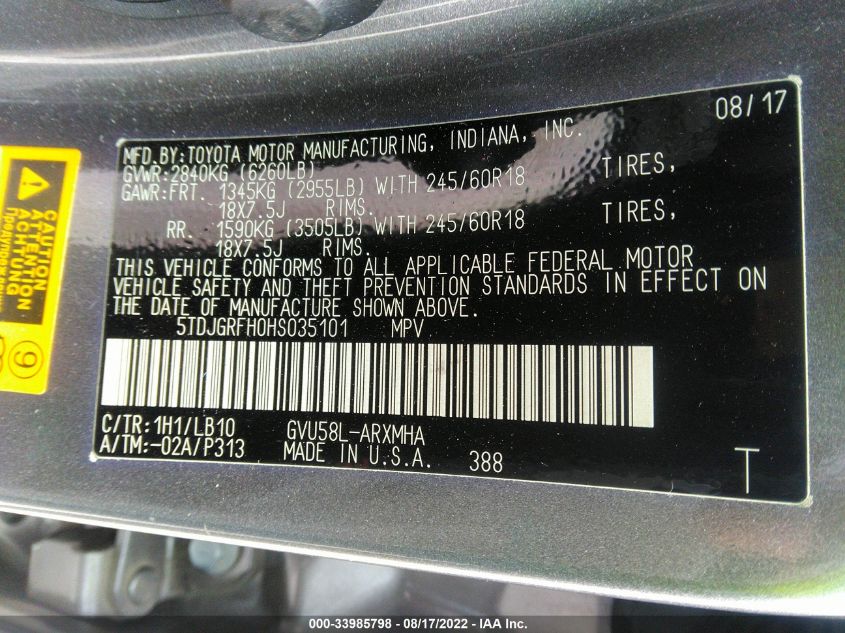 08/17
MFD.BY:TOYOTA MOTOR MANUFACTURING, INDIANA, INC.
GVWR:2840KG (6260LB)
GAWR:FRT. 1345KG (2955LB) WITH 245/60R18 TIRES,
18X7.5J RIMS.
RR. 1590KG (3505LB) WITH 245/60R18 TIRES,
18X7.5J RIMS.
THIS VEHICLE CONFORMS TO ALL APPLICABLE FEDERAL MOTOR
VEHICLE SAFETY AND THEFT PREVENTION STANDARDS IN EFFECT ON
THE DATE OF MANUFACTURE SHOWN ABOVE.
5TDJGRFH0HS035101 MPV
C/TR:1H1/LB10 GVU58L-ARXMHA
A/TM:-02A/P313 MADE IN U.S.A. 388
T
CAUTION
ATTENTION
ACHTUNG
9
000-33985798 - 08/17/2022 - IAA Inc.